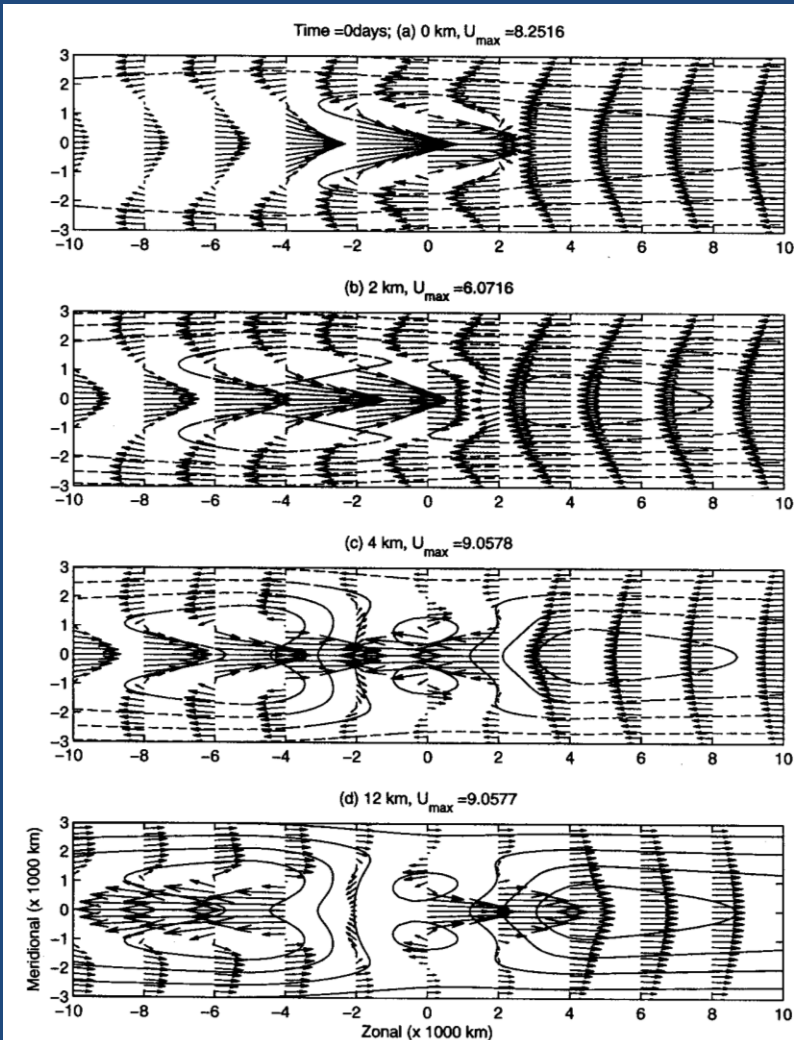 Time =0days; (a) 0 km, Umax =8.2516
3
2
1
0
−1
−2
−3
−10 −8 −6 −4 −2 0 2 4 6 8 10
(b) 2 km, Umax =6.0716
3
2
1
0
−1
−2
−3
−10 −8 −6 −4 −2 0 2 4 6 8 10
(c) 4 km, Umax =9.0578
3
2
1
0
−1
−2
−3
−10 −8 −6 −4 −2 0 2 4 6 8 10
(d) 12 km, Umax =9.0577
Meridional (x 1000 km)
3
2
1
0
−1
−2
−3
−10 −8 −6 −4 −2 0 2 4 6 8 10
Zonal (x 1000 km)